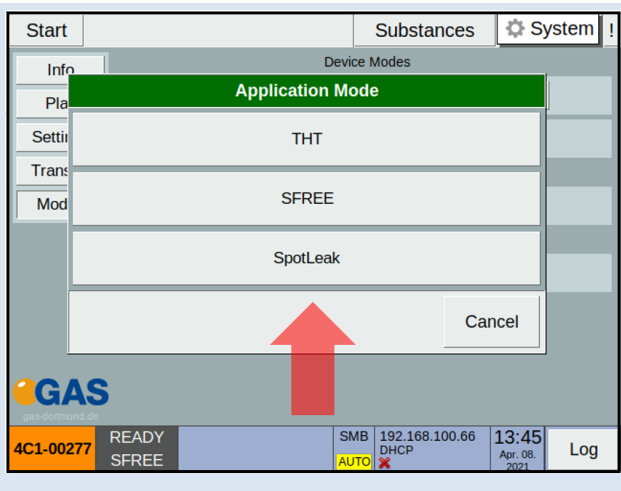 Start
Substances
System
!
Info
Device Modes
Application Mode
THT
SFREE
SpotLeak
Cancel
GAS
gas-dortmund.de
4C1-00277
READY
SFREE
SMB
AUTO
192.168.100.66
DHCP
13:45
Apr. 08.
2021
Log